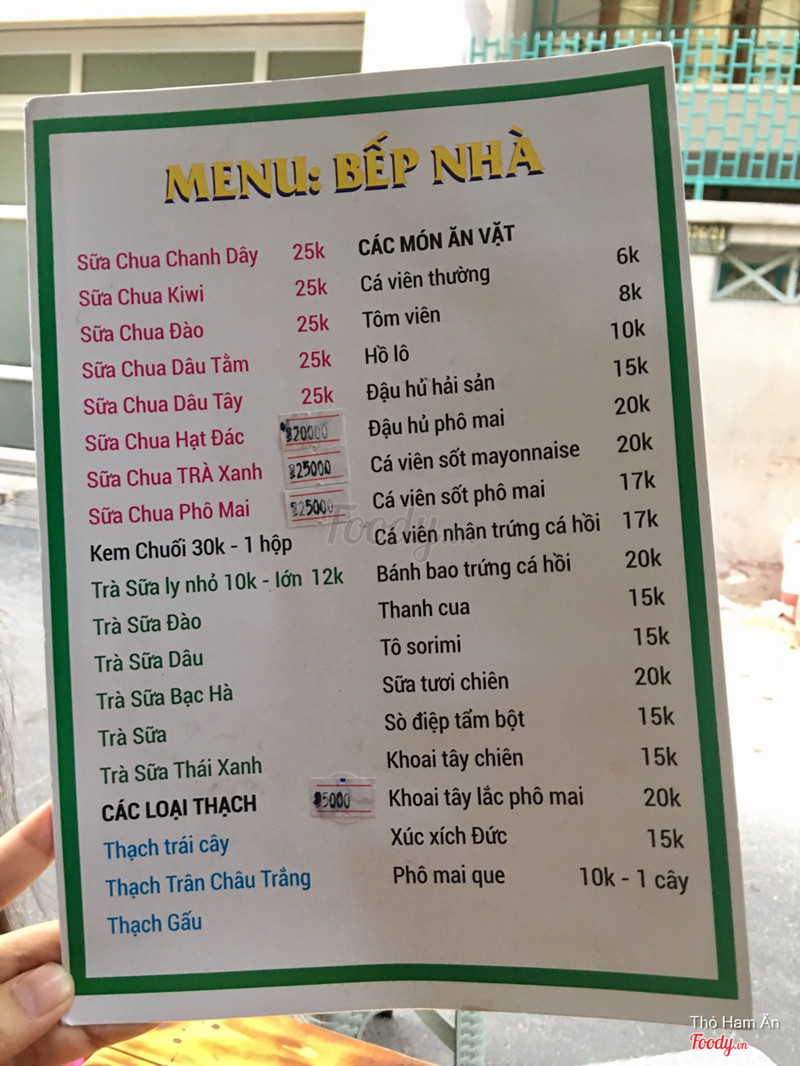 MENU: BẾP NHÀ
Sữa Chua Chanh Dây 25k
Sữa Chua Kiwi 25k
Sữa Chua Đào 25k
Sữa Chua Dâu Tằm 25k
Sữa Chua Dâu Tây 25k
Sữa Chua Hạt Đác 20000
Sữa Chua TRÀ Xanh 25000
Sữa Chua Phô Mai 25000
Kem Chuối 30k - 1 hộp
Trà Sữa ly nhỏ 10k - lớn 12k
Trà Sữa Đào
Trà Sữa Dâu
Trà Sữa Bạc Hà
Trà Sữa
Trà Sữa Thái Xanh
CÁC LOẠI THẠCH 5000
Thạch trái cây
Thạch Trân Châu Trắng
Thạch Gấu
CÁC MÓN ĂN VẶT
Cá viên thường 6k
Tôm viên 8k
Hồ lô 10k
Đậu hủ hải sản 15k
Đậu hủ phô mai 20k
Cá viên sốt mayonnaise 20k
Cá viên sốt phô mai 17k
Cá viên nhân trứng cá hồi 17k
Bánh bao trứng cá hồi 20k
Thanh cua 15k
Tô sorimi 15k
Sữa tươi chiên 20k
Sò điệp tẩm bột 15k
Khoai tây chiên 15k
Khoai tây lắc phô mai 20k
Xúc xích Đức 15k
Phô mai que 10k - 1 cây
Foody.vn
Thỏ Ham Ăn
Foody.vn